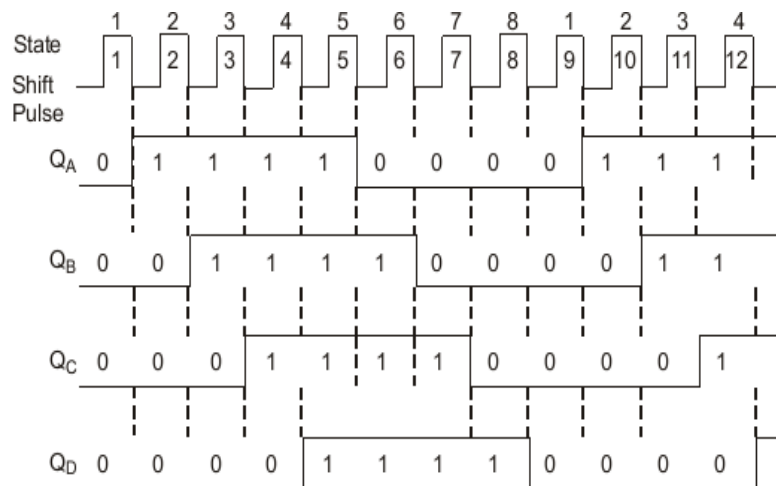 1 2 3 4 5 6 7 8 1 2 3 4
State
1 2 3 4 5 6 7 8 9 10 11 12
Shift
Pulse
QA 0 1 1 1 1 0 0 0 0 1 1 1
QB 0 0 1 1 1 1 0 0 0 0 1 1
QC 0 0 0 1 1 1 1 0 0 0 0 1
QD 0 0 0 0 1 1 1 1 0 0 0 0